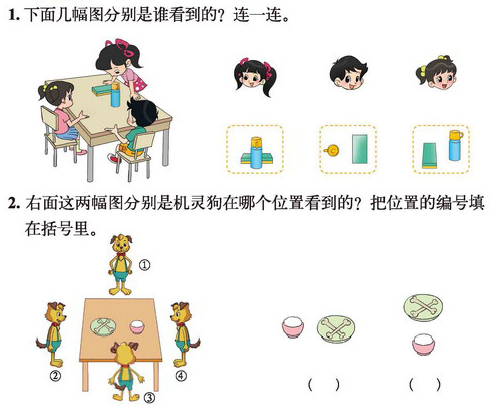 1. 下面几幅图分别是谁看到的？连一连。
2. 右面这两幅图分别是机灵狗在哪个位置看到的？把位置的编号填
在括号里。
①
② ④
③
（ ） （ ）